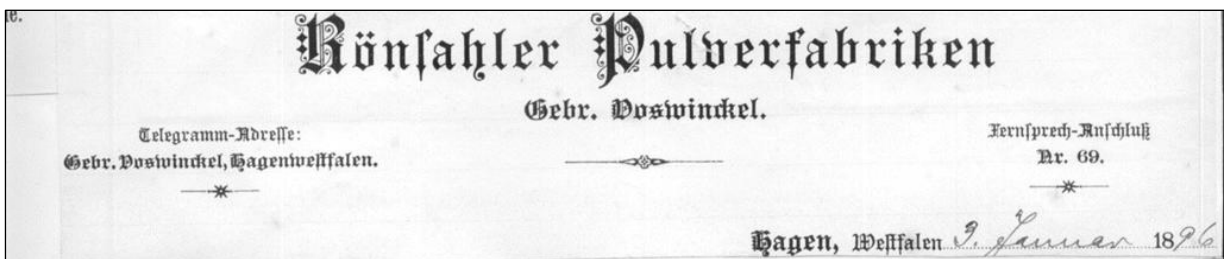 Rönsahler Pulverfabriken
Gebr. Voswinckel.
Telegramm-Adresse:
Gebr. Voswinckel, Hagenwestfalen.
Fernsprech-Anschluß
Nr. 69.
Hagen, Westfalen 3. Januar 1896